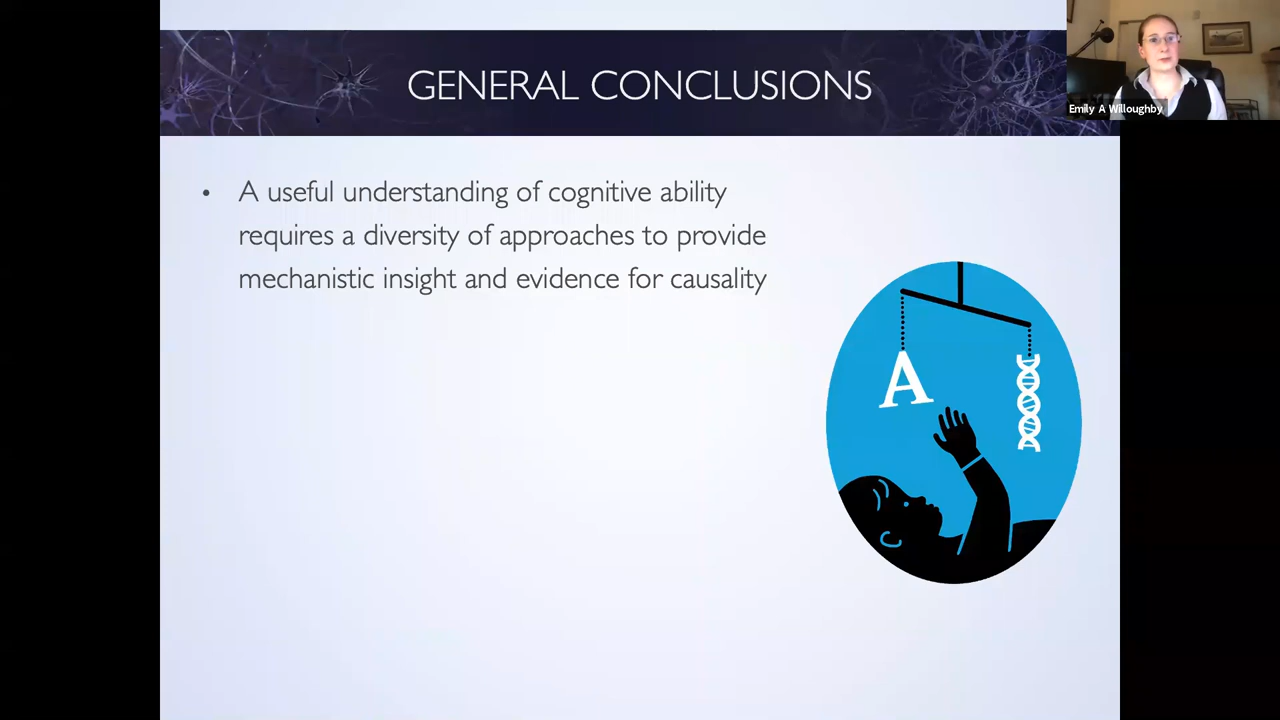 GENERAL CONCLUSIONS
Emily A Willoughby
• A useful understanding of cognitive ability
requires a diversity of approaches to provide
mechanistic insight and evidence for causality
A